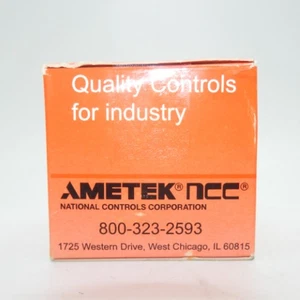 Quality Controls
for industry
AMETEK® ncc®
NATIONAL CONTROLS CORPORATION
800-323-2593
1725 Western Drive, West Chicago, IL 60815